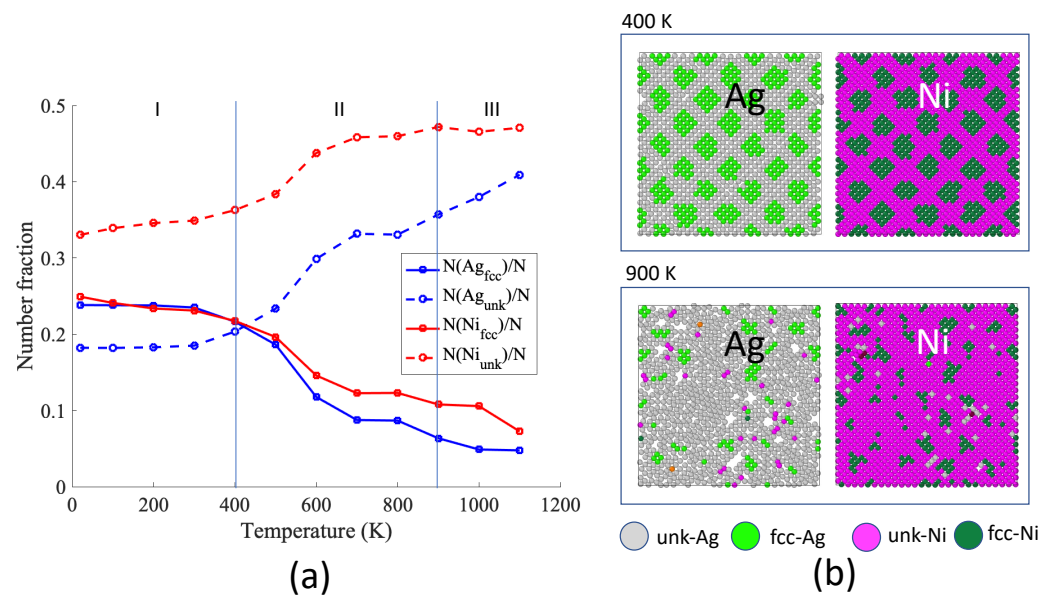 0.5
0.4
0.3
0.2
0.1
0
0 200 400 600 800 1000 1200
Number fraction
Temperature (K)
I II III
N(Ag_fcc)/N
N(Ag_unk)/N
N(Ni_fcc)/N
N(Ni_unk)/N
(a)
400 K
Ag Ni
900 K
Ag Ni
unk-Ag fcc-Ag unk-Ni fcc-Ni
(b)